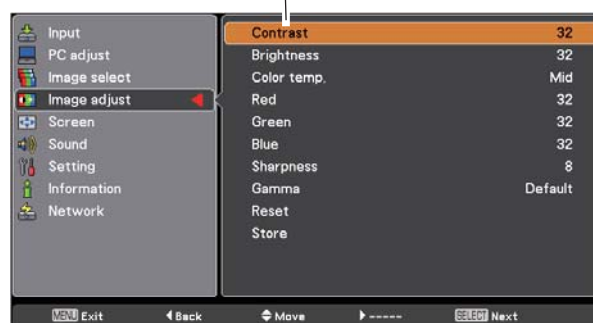 Input
PC adjust
Image select
Image adjust
Screen
Sound
Setting
Information
Network
Contrast 32
Brightness 32
Color temp. Mid
Red 32
Green 32
Blue 32
Sharpness 8
Gamma Default
Reset
Store
MENU Exit ◀Back ◆Move ▶----- SELECT Next